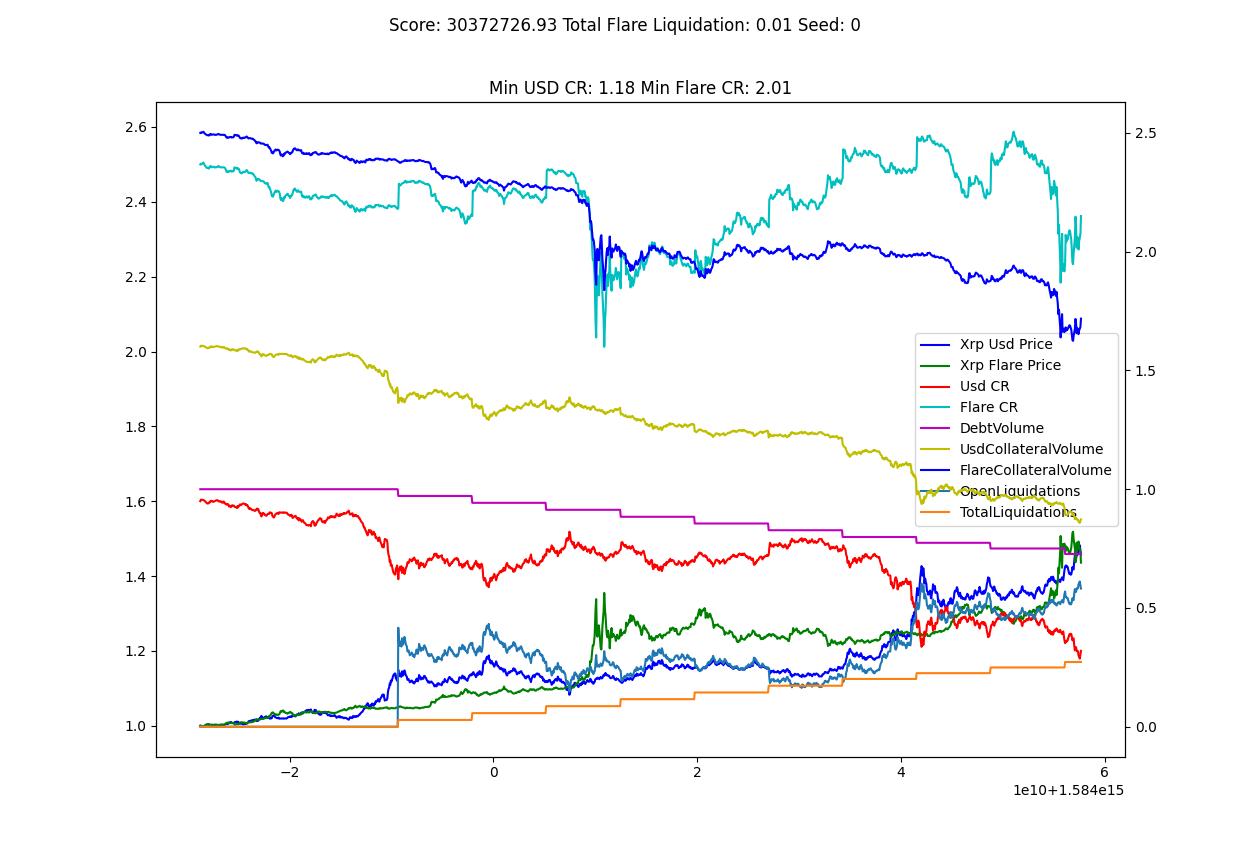 Score: 30372726.93 Total Flare Liquidation: 0.01 Seed: 0
Min USD CR: 1.18 Min Flare CR: 2.01
2.6
2.4
2.2
2.0
1.8
1.6
1.4
1.2
1.0
2.5
2.0
1.5
1.0
0.5
0.0
Xrp Usd Price
Xrp Flare Price
Usd CR
Flare CR
DebtVolume
UsdCollateralVolume
FlareCollateralVolume
OpenLiquidations
TotalLiquidations
−2 0 2 4 6
1e10+1.584e15